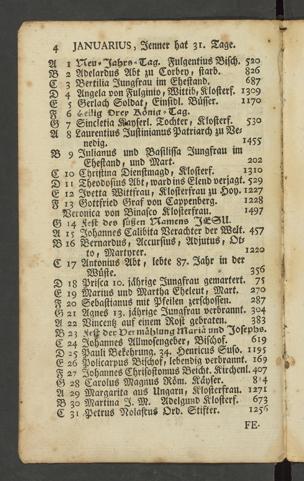 4 JANUARIUS, Jenner hat 31. Tage.
A 1 Neu-Jahrs-Tag. Fulgentius Bisch. 520
B 2 Adelardus Abt zu Corbey, starb. 826
C 3 Bertilia Jungfrau im Ehestand. 687
D 4 Angela von Fulginio, Wittib, Klosterf. 1309
E 5 Gerlach Soldat, Einsidl. Büsser. 1170
F 6 Heilig Drey König-Tag.
G 7 Sincletia Kayserl. Tochter, Klosterf. 530
A 8 Laurentius Justinianus Patriarch zu Ve-
nedig. 1455
B 9 Julianus und Basilissa Jungfrau im
Ehestand, und Mart. 202
C 10 Christina Dienstmagd, Klosterf. 1310
D 11 Theodosius Abt, ward ins Elend verjagt. 529
E 12 Ivetta Wittfrau, Klosterfrau zu Hoy. 1227
F 13 Gottfried Graf von Cappenberg. 1228
Veronica von Binasco Klosterfrau. 1497
G 14 Fest des süßen Namens JESU.
A 15 Johannes Calibita Verachter der Welt. 457
B 16 Bernardus, Accursius, Adjutus, Ot-
to, Martyrer. 1220
C 17 Antonius Abt, lebte 87. Jahr in der
Wüste. 356
D 18 Prisca 10. jährige Jungfrau gemartert. 75
E 19 Marius und Martha Eheleut, Mart. 270
F 20 Sebastianus mit Pfeilen zerschossen. 287
G 21 Agnes 13. jährige Jungfrau verbrannt. 304
A 22 Vincentz auf einem Rost gebraten. 383
B 23 Fest der Vermählung Mariä und Josephs.
C 24 Johannes Allmosengeber, Bischof. 619
D 25 Pauli Bekehrung. 34. Henricus Suso. 1195
E 26 Policarpus Bischof, lebendig verbrannt. 169
F 27 Johannes Chrisostomus Beicht. Kirchenl. 407
G 28 Carolus Magnus Röm. Käyser. 814
A 29 Margarita aus Ungarn, Klosterfrau. 1271
B 30 Martina J. M. Adelgund Klosterf. 673
C 31 Petrus Nolascus Ord. Stifter. 1256
FE-